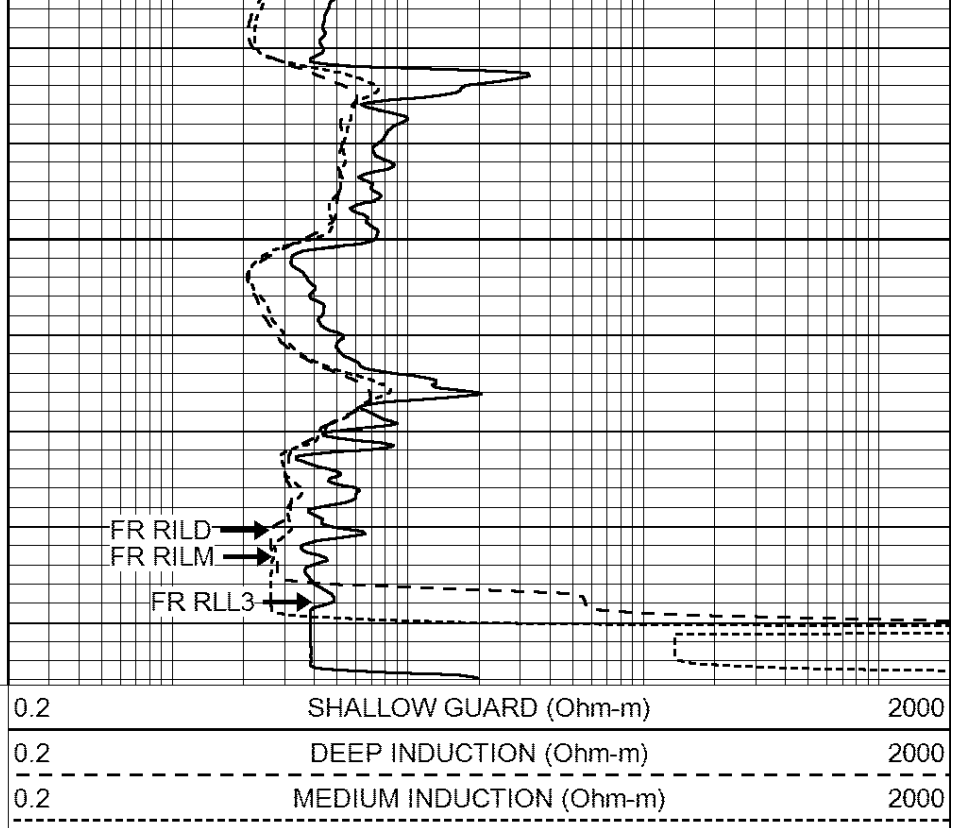 FR RILD
FR RILM
FR RLL3
0.2 SHALLOW GUARD (Ohm-m) 2000
0.2 DEEP INDUCTION (Ohm-m) 2000
0.2 MEDIUM INDUCTION (Ohm-m) 2000